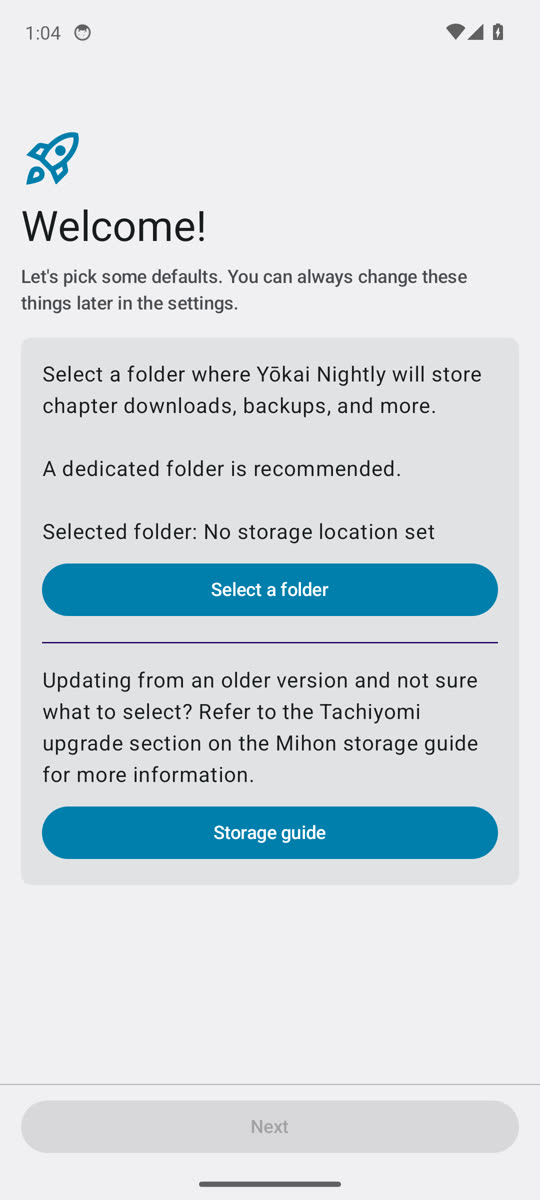 1:04
Welcome!
Let's pick some defaults. You can always change these
things later in the settings.
Select a folder where Yōkai Nightly will store
chapter downloads, backups, and more.
A dedicated folder is recommended.
Selected folder: No storage location set
Select a folder
Updating from an older version and not sure
what to select? Refer to the Tachiyomi
upgrade section on the Mihon storage guide
for more information.
Storage guide
Next